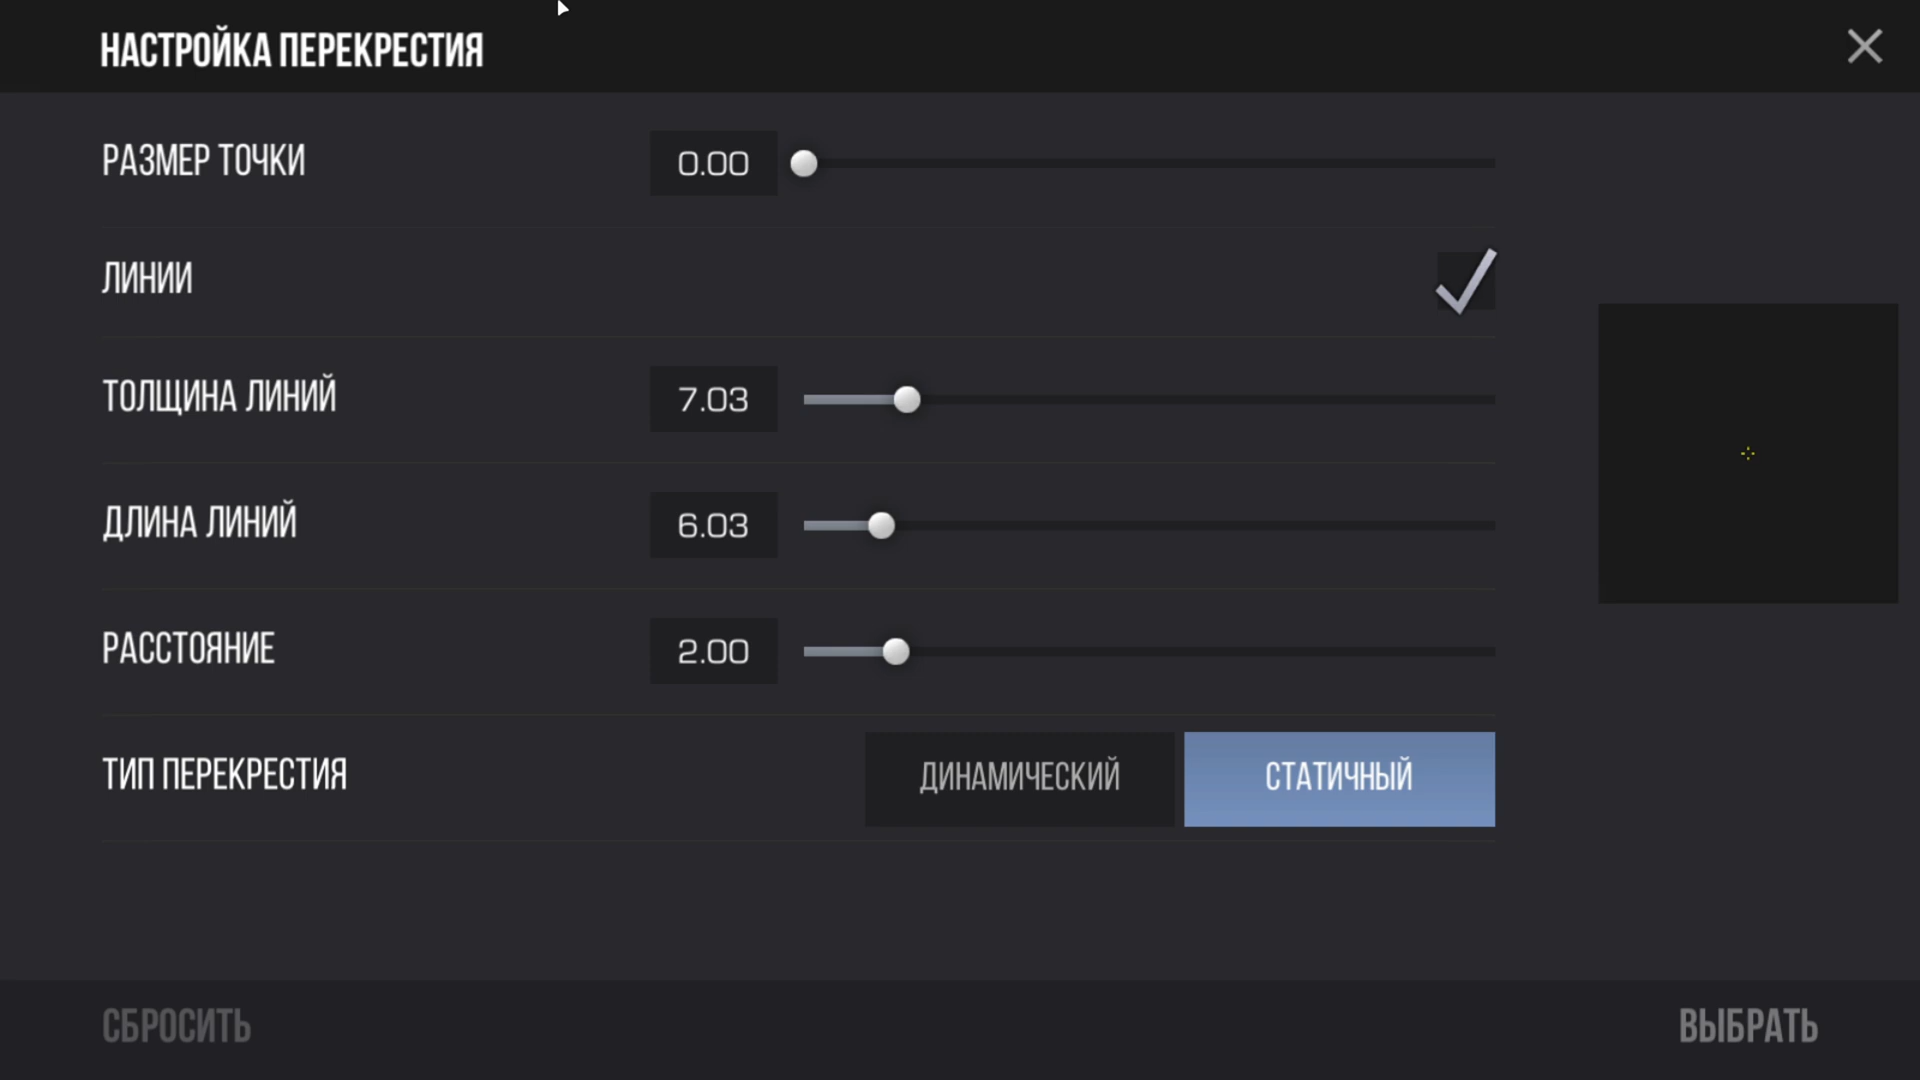 НАСТРОЙКА ПЕРЕКРЕСТИЯ
РАЗМЕР ТОЧКИ 0.00
ЛИНИИ
ТОЛЩИНА ЛИНИЙ 7.03
ДЛИНА ЛИНИЙ 6.03
РАССТОЯНИЕ 2.00
ТИП ПЕРЕКРЕСТИЯ ДИНАМИЧЕСКИЙ СТАТИЧНЫЙ
СБРОСИТЬ ВЫБРАТЬ